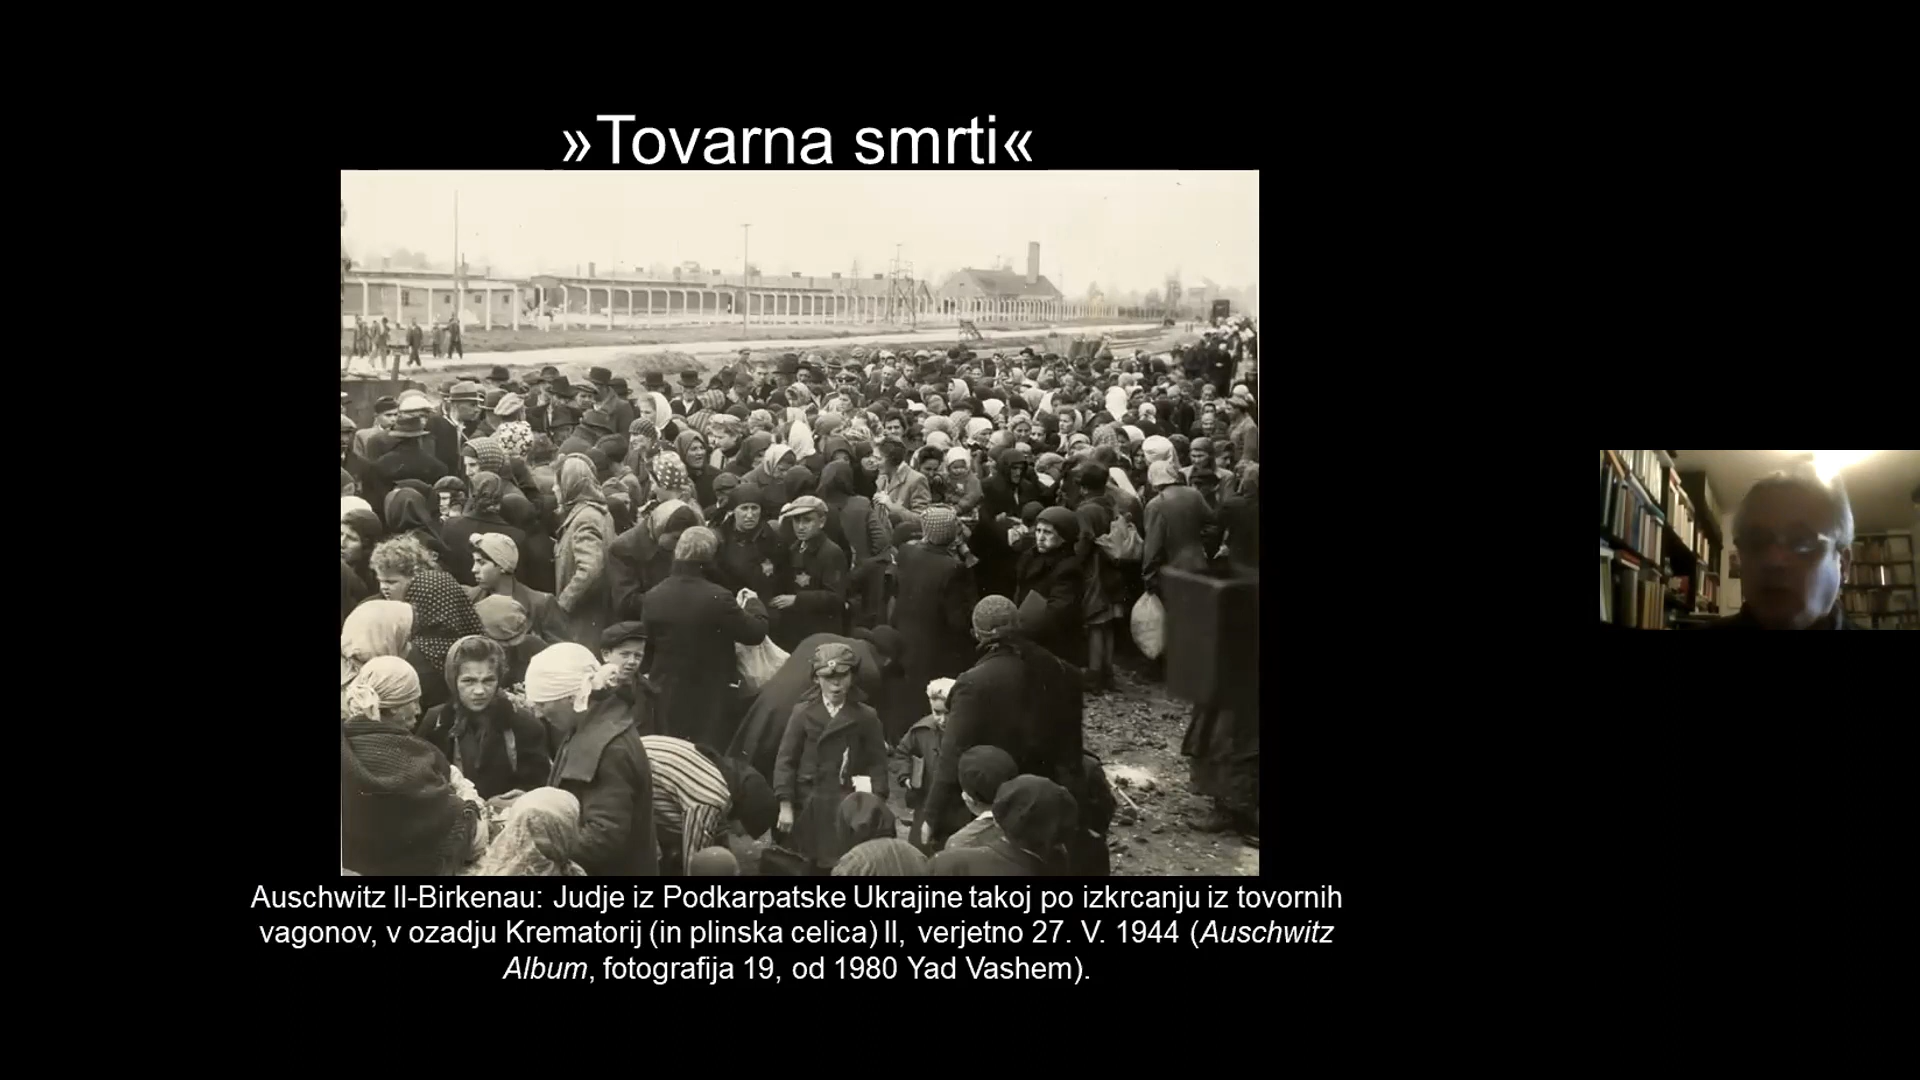 »Tovarna smrti«
Auschwitz II-Birkenau: Judje iz Podkarpatske Ukrajine takoj po izkrcanju iz tovornih
vagonov, v ozadju Krematorij (in plinska celica) II, verjetno 27. V. 1944 (Auschwitz
Album, fotografija 19, od 1980 Yad Vashem).